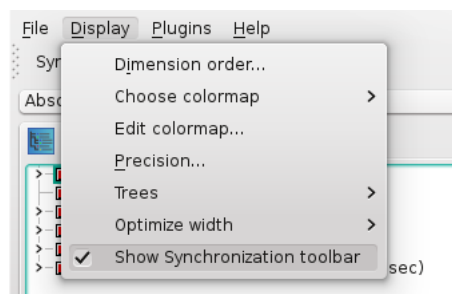 File Display Plugins Help
Dimension order...
Choose colormap
Edit colormap...
Precision...
Trees
Optimize width
Show Synchronization toolbar
sec)